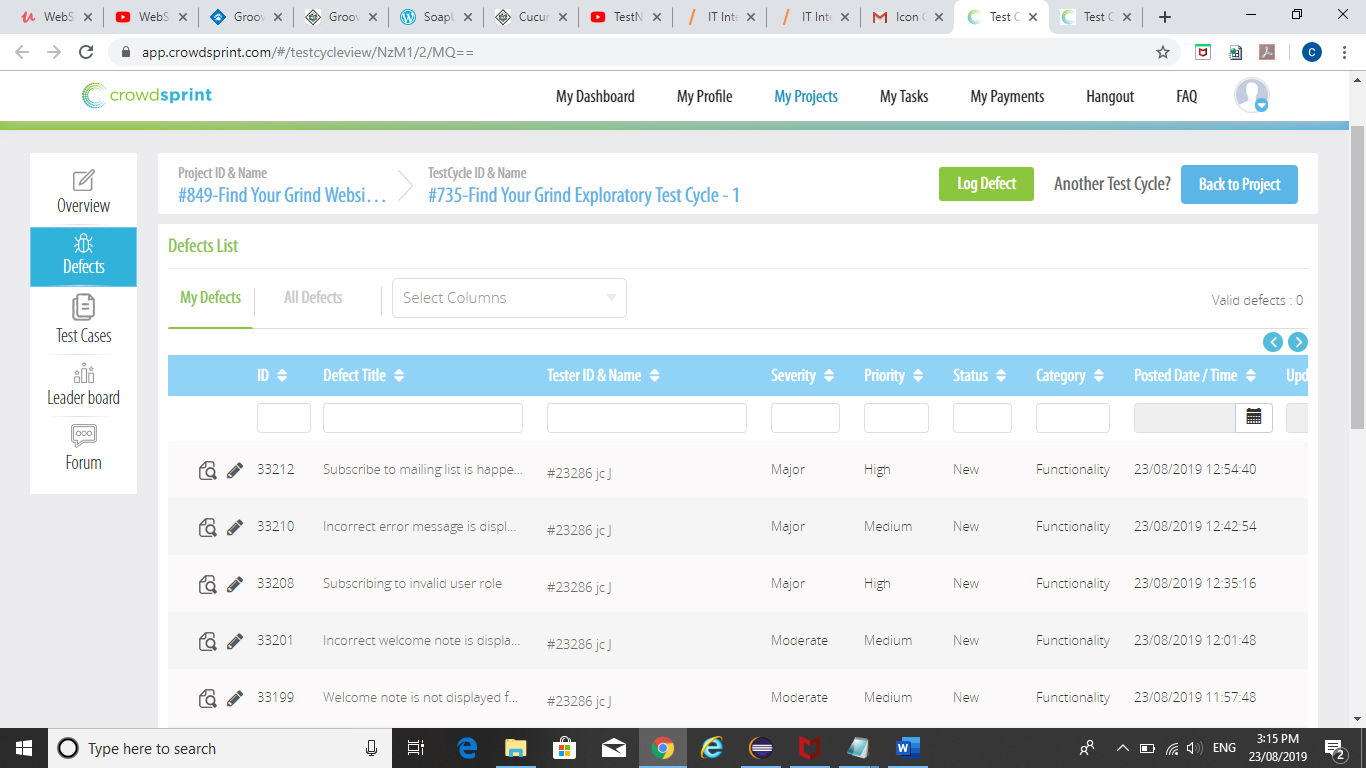 WebS
WebS
Groov
Groov
SoapU
Cucur
TestN
IT Inte
IT Inte
Icon C
Test C
Test C
app.crowdsprint.com/#/testcycleview/NzM1/2/MQ==
C
crowdsprint
My Dashboard
My Profile
My Projects
My Tasks
My Payments
Hangout
FAQ
Overview
Defects
Test Cases
Leader board
Forum
Project ID & Name
#849-Find Your Grind Websi...
TestCycle ID & Name
#735-Find Your Grind Exploratory Test Cycle - 1
Log Defect
Another Test Cycle?
Back to Project
Defects List
My Defects
All Defects
Select Columns
Valid defects : 0
ID Defect Title Tester ID & Name Severity Priority Status Category Posted Date / Time Upd
33212 Subscribe to mailing list is happe... #23286 jc J Major High New Functionality 23/08/2019 12:54:40
33210 Incorrect error message is displ... #23286 jc J Major Medium New Functionality 23/08/2019 12:42:54
33208 Subscribing to invalid user role #23286 jc J Major High New Functionality 23/08/2019 12:35:16
33201 Incorrect welcome note is displa... #23286 jc J Moderate Medium New Functionality 23/08/2019 12:01:48
33199 Welcome note is not displayed f... #23286 jc J Moderate Medium New Functionality 23/08/2019 11:57:48
Type here to search
ENG
3:15 PM
23/08/2019
2